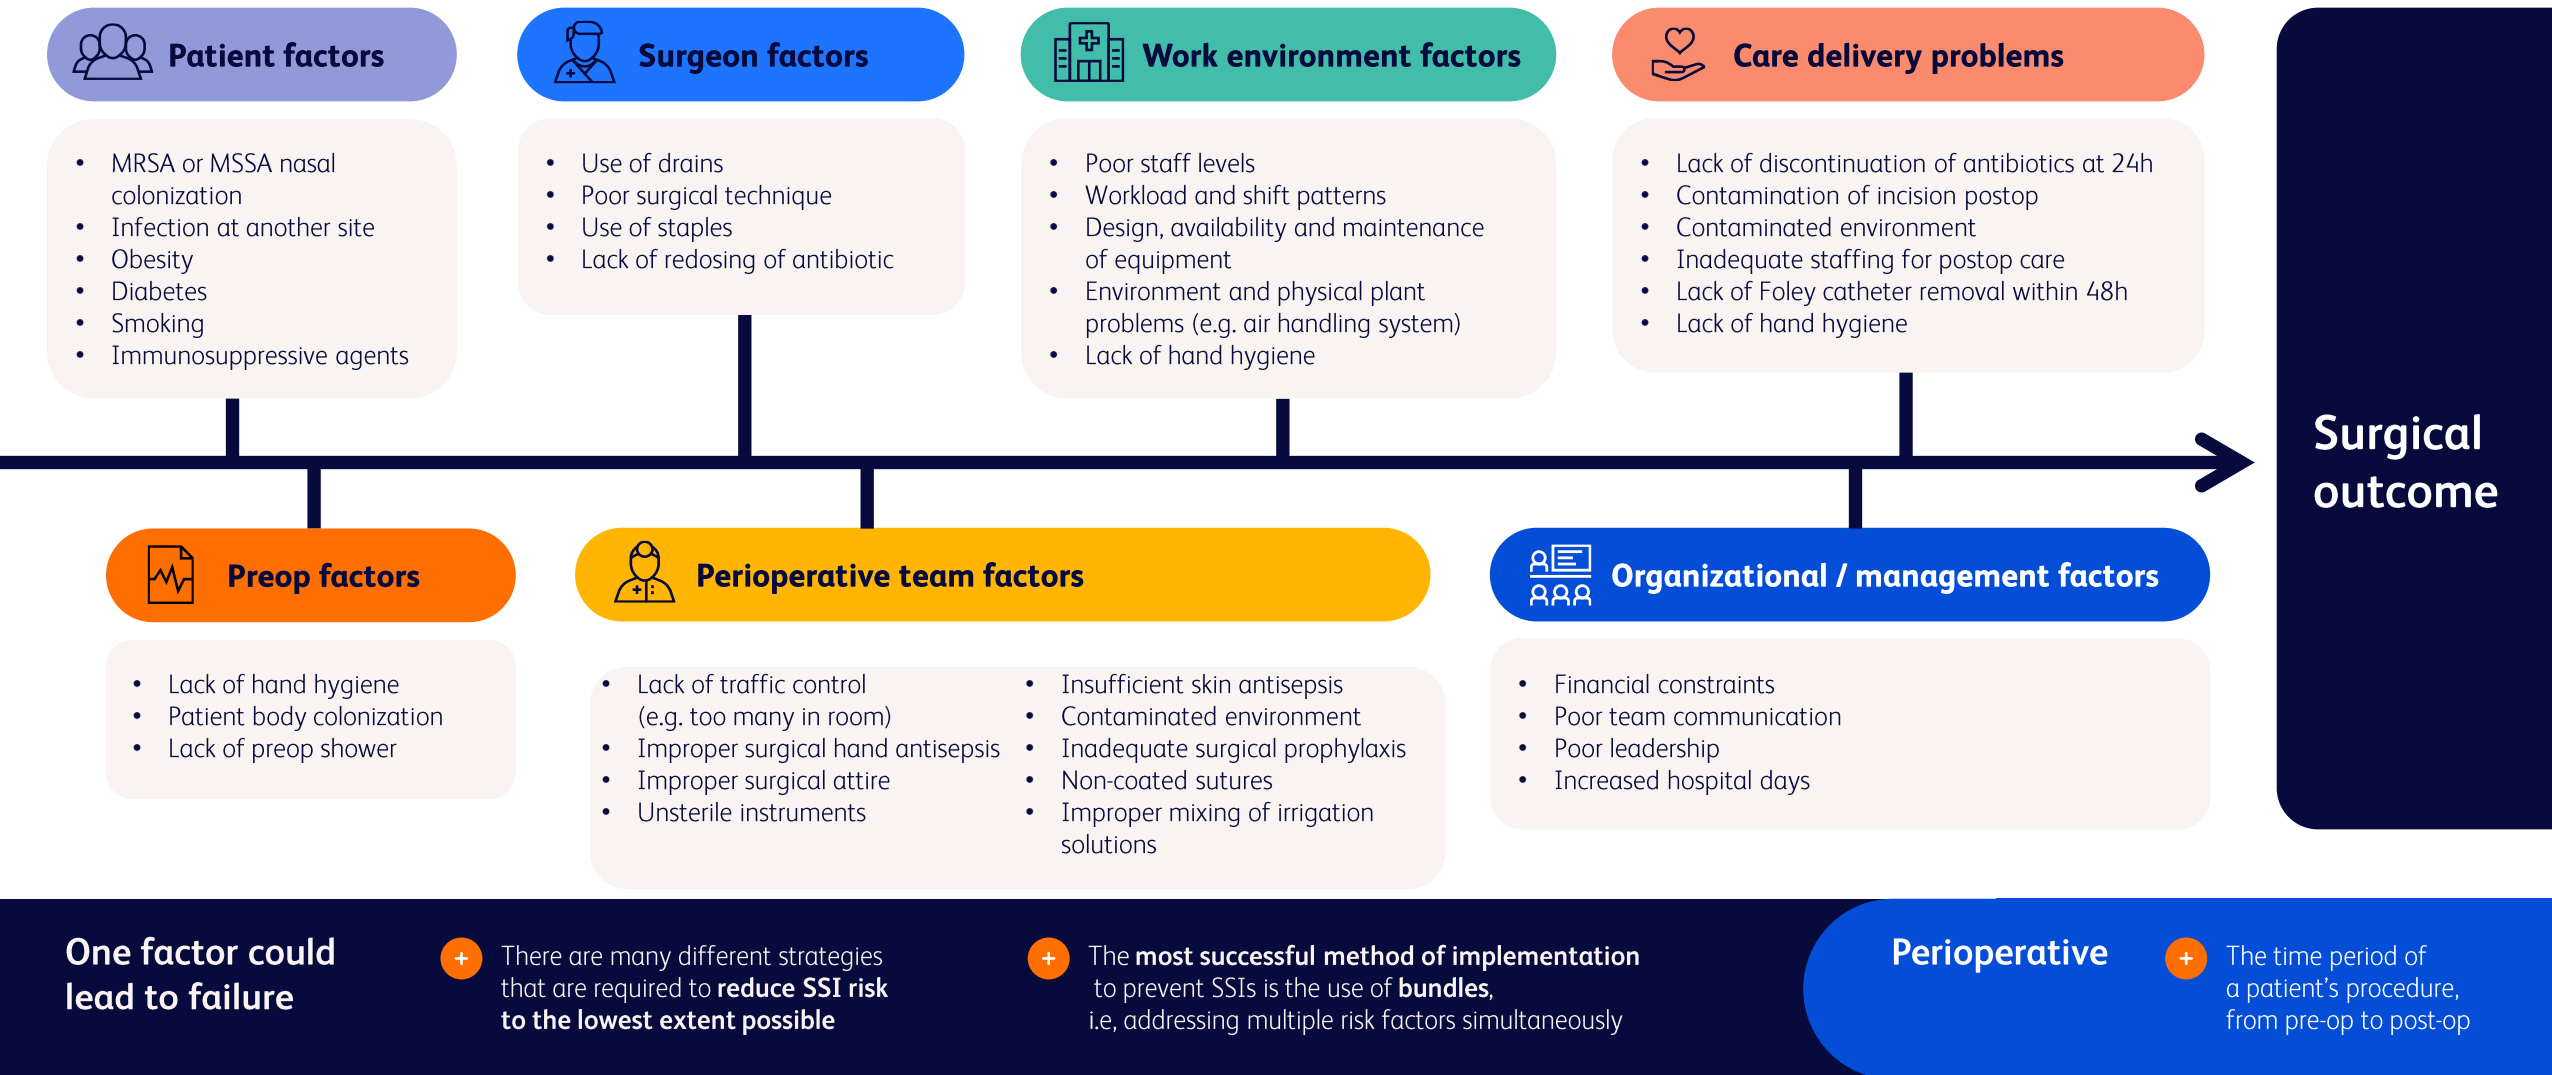 Patient factors
• MRSA or MSSA nasal
colonization
• Infection at another site
• Obesity
• Diabetes
• Smoking
• Immunosuppressive agents
Surgeon factors
• Use of drains
• Poor surgical technique
• Use of staples
• Lack of redosing of antibiotic
Work environment factors
• Poor staff levels
• Workload and shift patterns
• Design, availability and maintenance
of equipment
• Environment and physical plant
problems (e.g. air handling system)
• Lack of hand hygiene
Care delivery problems
• Lack of discontinuation of antibiotics at 24h
• Contamination of incision postop
• Contaminated environment
• Inadequate staffing for postop care
• Lack of Foley catheter removal within 48h
• Lack of hand hygiene
Surgical
outcome
Preop factors
• Lack of hand hygiene
• Patient body colonization
• Lack of preop shower
Perioperative team factors
• Lack of traffic control
(e.g. too many in room)
• Improper surgical hand antisepsis
• Improper surgical attire
• Unsterile instruments
• Insufficient skin antisepsis
• Contaminated environment
• Inadequate surgical prophylaxis
• Non-coated sutures
• Improper mixing of irrigation
solutions
Organizational / management factors
• Financial constraints
• Poor team communication
• Poor leadership
• Increased hospital days
One factor could
lead to failure
+ There are many different strategies
that are required to reduce SSI risk
to the lowest extent possible
+ The most successful method of implementation
to prevent SSIs is the use of bundles,
i.e, addressing multiple risk factors simultaneously
Perioperative
+ The time period of
a patient's procedure,
from pre-op to post-op